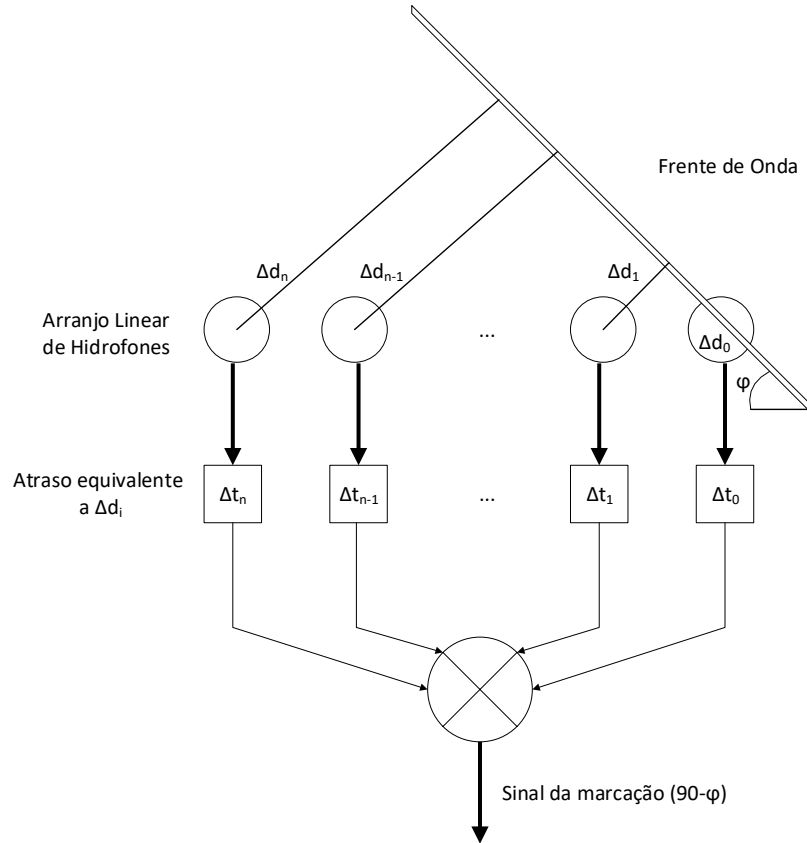 Frente de Onda
Δdₙ
Δdₙ₋₁
Δd₁
Arranjo Linear
de Hidrofones
...
Δd₀
φ
Atraso equivalente
a Δdᵢ
Δtₙ
Δtₙ₋₁
...
Δt₁
Δt₀
Sinal da marcação (90-φ)